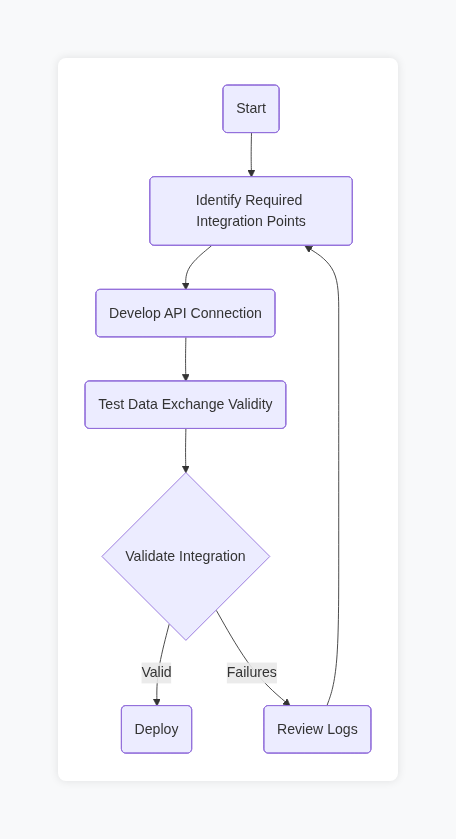 Start
Identify Required
Integration Points
Develop API Connection
Test Data Exchange Validity
Validate Integration
Valid
Failures
Deploy
Review Logs